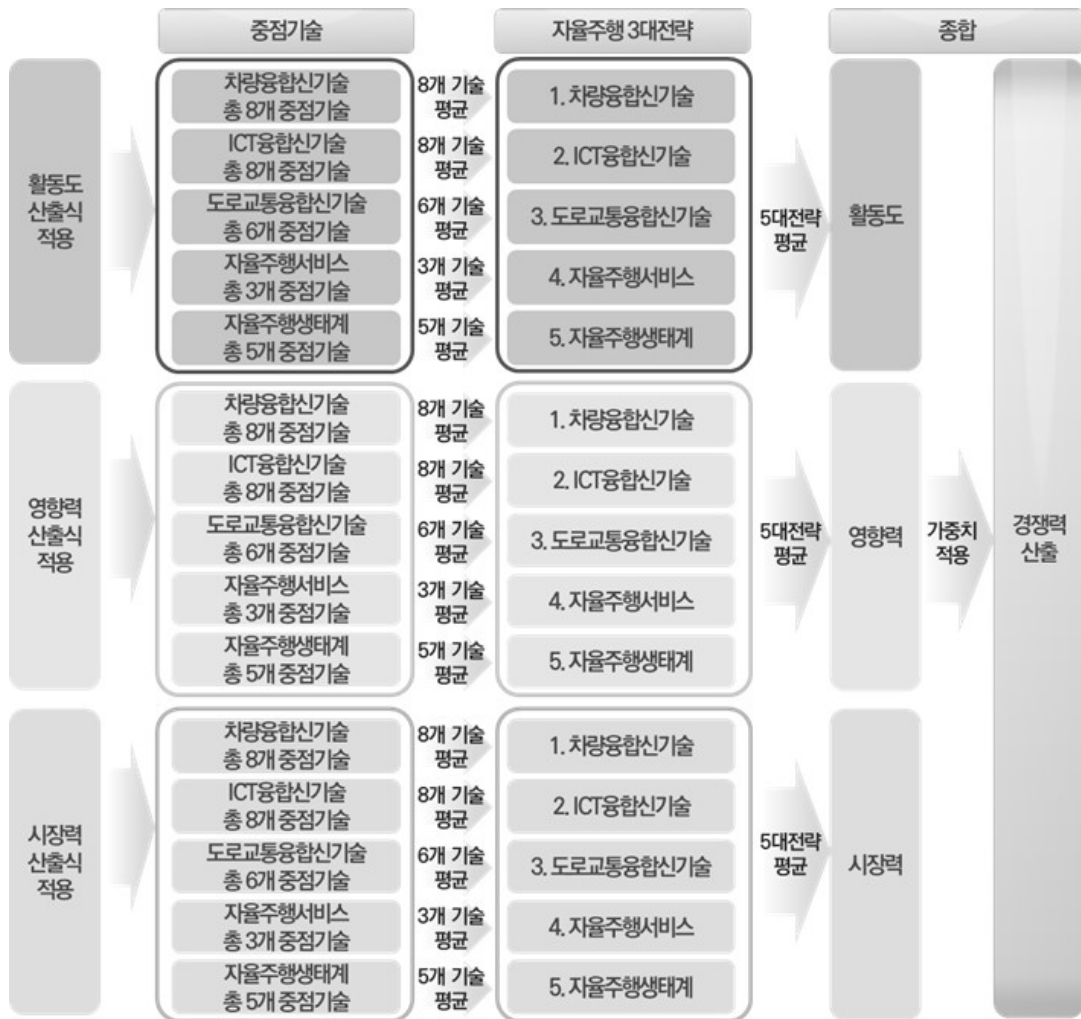 중점기술
자율주행 3대전략
종합
활동도
산출식
적용
차량융합신기술
총 8개 중점기술
8개 기술
평균
1. 차량융합신기술
ICT융합신기술
총 8개 중점기술
8개 기술
평균
2. ICT융합신기술
도로교통융합신기술
총 6개 중점기술
6개 기술
평균
3. 도로교통융합신기술
자율주행서비스
총 3개 중점기술
3개 기술
평균
4. 자율주행서비스
자율주행생태계
총 5개 중점기술
5개 기술
평균
5. 자율주행생태계
5대전략
평균
활동도
영향력
산출식
적용
차량융합신기술
총 8개 중점기술
8개 기술
평균
1. 차량융합신기술
ICT융합신기술
총 8개 중점기술
8개 기술
평균
2. ICT융합신기술
도로교통융합신기술
총 6개 중점기술
6개 기술
평균
3. 도로교통융합신기술
자율주행서비스
총 3개 중점기술
3개 기술
평균
4. 자율주행서비스
자율주행생태계
총 5개 중점기술
5개 기술
평균
5. 자율주행생태계
5대전략
평균
영향력
가중치
적용
경쟁력
산출
시장력
산출식
적용
차량융합신기술
총 8개 중점기술
8개 기술
평균
1. 차량융합신기술
ICT융합신기술
총 8개 중점기술
8개 기술
평균
2. ICT융합신기술
도로교통융합신기술
총 6개 중점기술
6개 기술
평균
3. 도로교통융합신기술
자율주행서비스
총 3개 중점기술
3개 기술
평균
4. 자율주행서비스
자율주행생태계
총 5개 중점기술
5개 기술
평균
5. 자율주행생태계
5대전략
평균
시장력